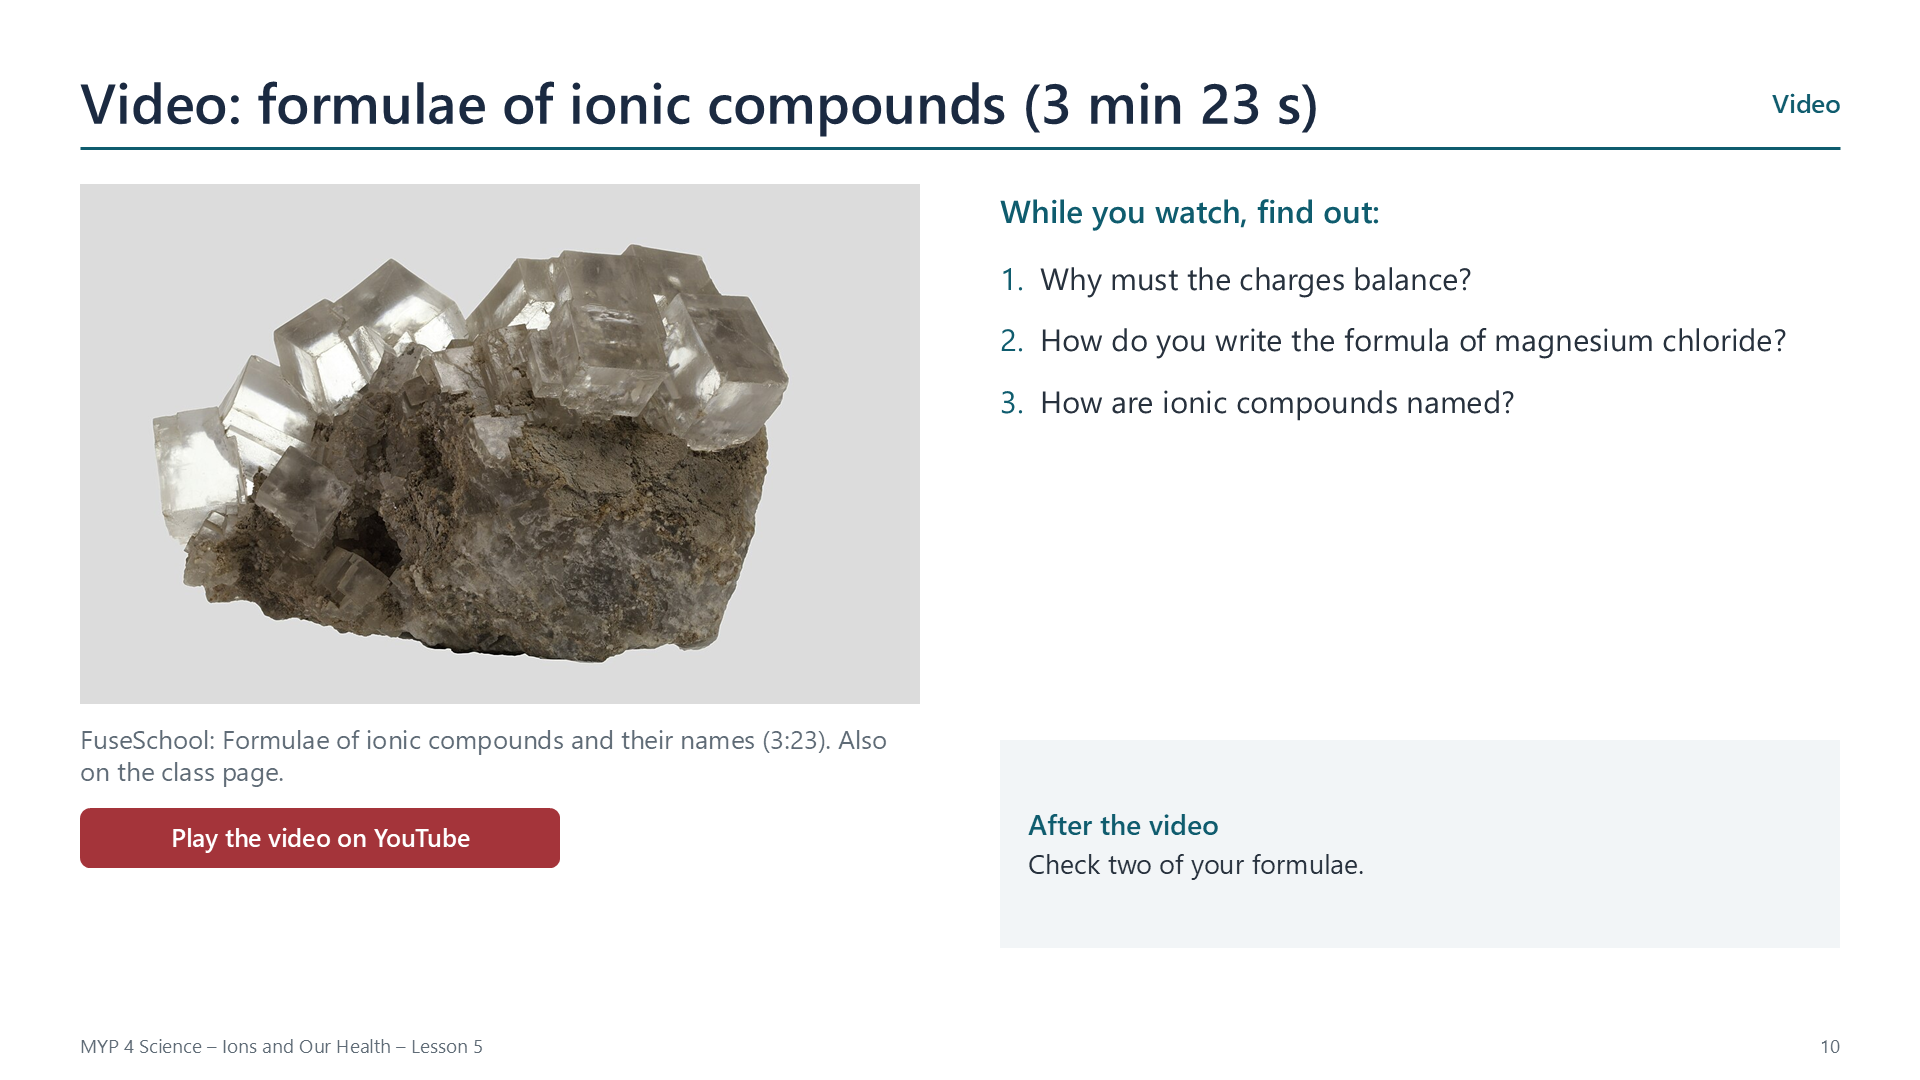 Video: formulae of ionic compounds (3 min 23 s)
Video
FuseSchool: Formulae of ionic compounds and their names (3:23). Also
on the class page.
Play the video on YouTube
While you watch, find out:
1. Why must the charges balance?
2. How do you write the formula of magnesium chloride?
3. How are ionic compounds named?
After the video
Check two of your formulae.
MYP 4 Science – Ions and Our Health – Lesson 5
10